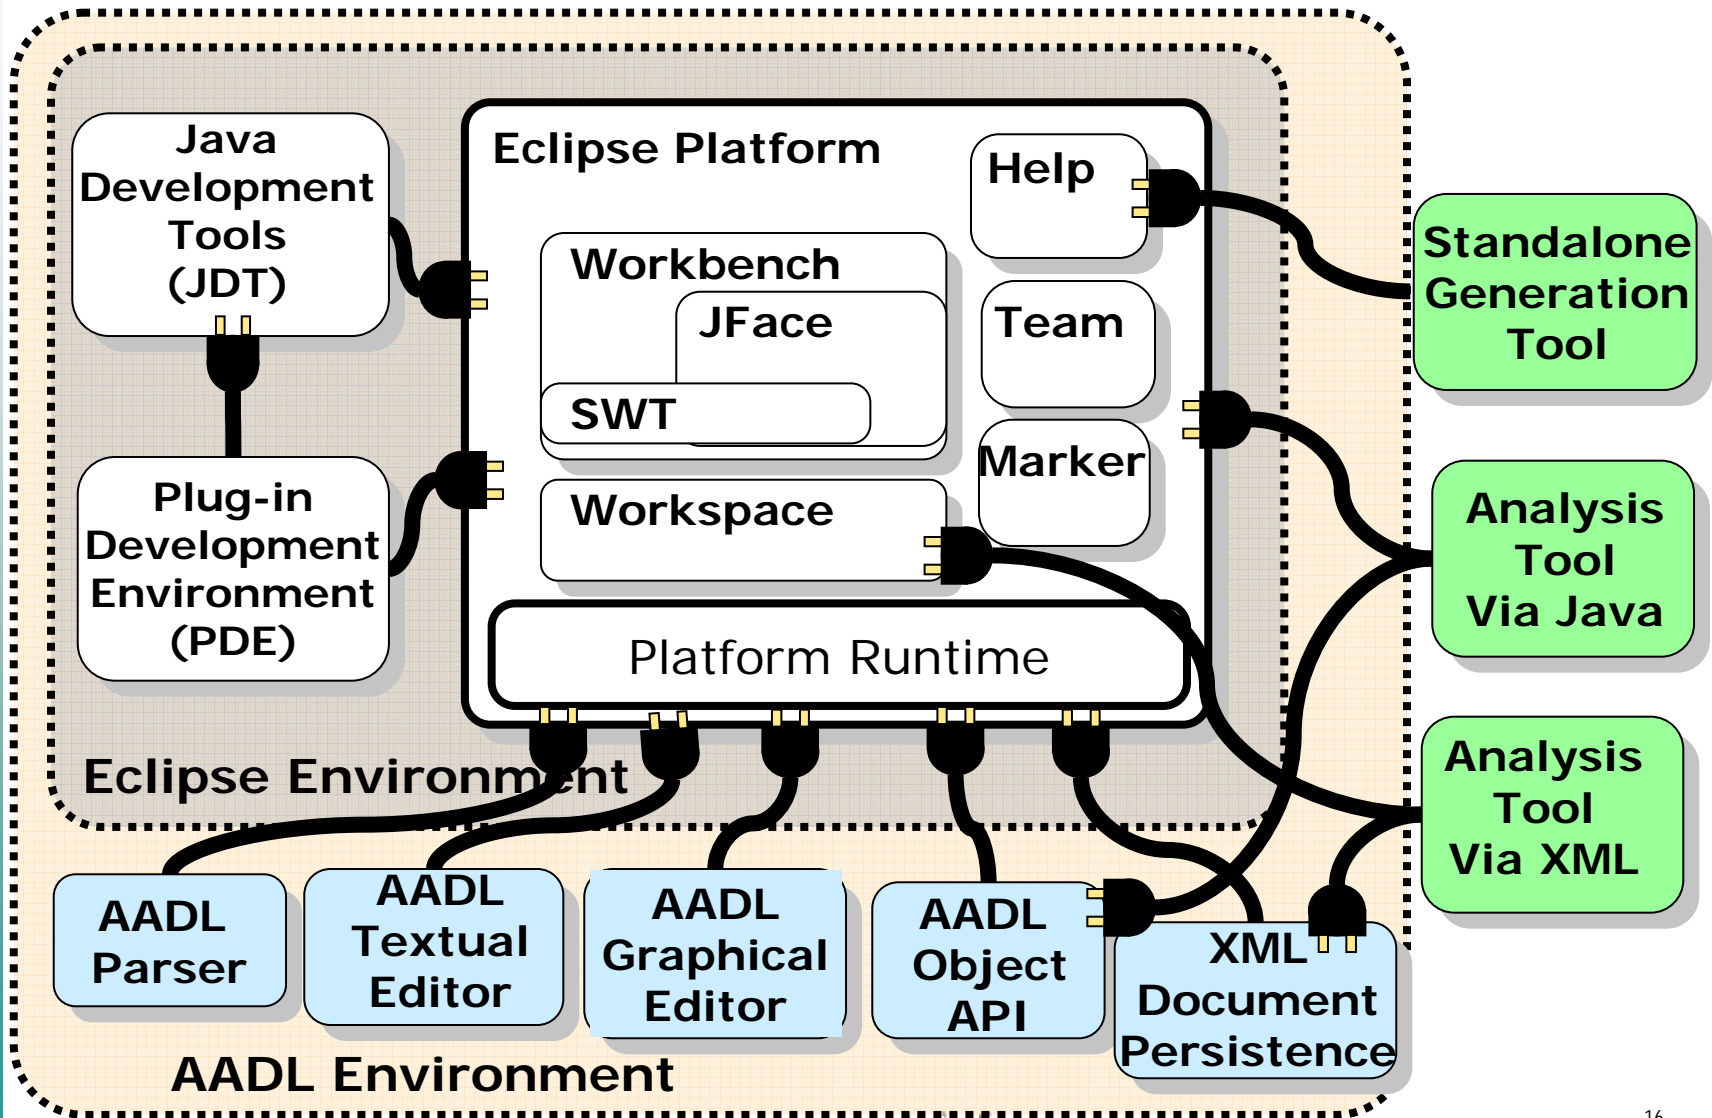 Java
Development
Tools
(JDT)
Eclipse Platform
Help
Workbench
JFace
SWT
Team
Marker
Workspace
Platform Runtime
Plug-in
Development
Environment
(PDE)
Eclipse Environment
Standalone
Generation
Tool
Analysis
Tool
Via Java
Analysis
Tool
Via XML
AADL
Parser
AADL
Textual
Editor
AADL
Graphical
Editor
AADL
Object
API
XML
Document
Persistence
AADL Environment
16